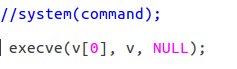 //system(command);
execve(v[0], v, NULL);